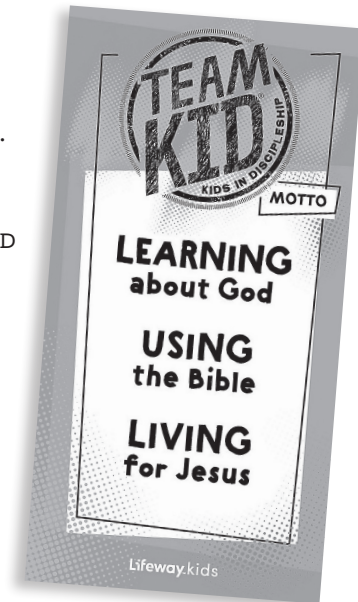 .
D
TEAM
KID
KIDS IN DISCIPLESHIP
MOTTO
LEARNING
about God
USING
the Bible
LIVING
for Jesus
Lifeway.kids